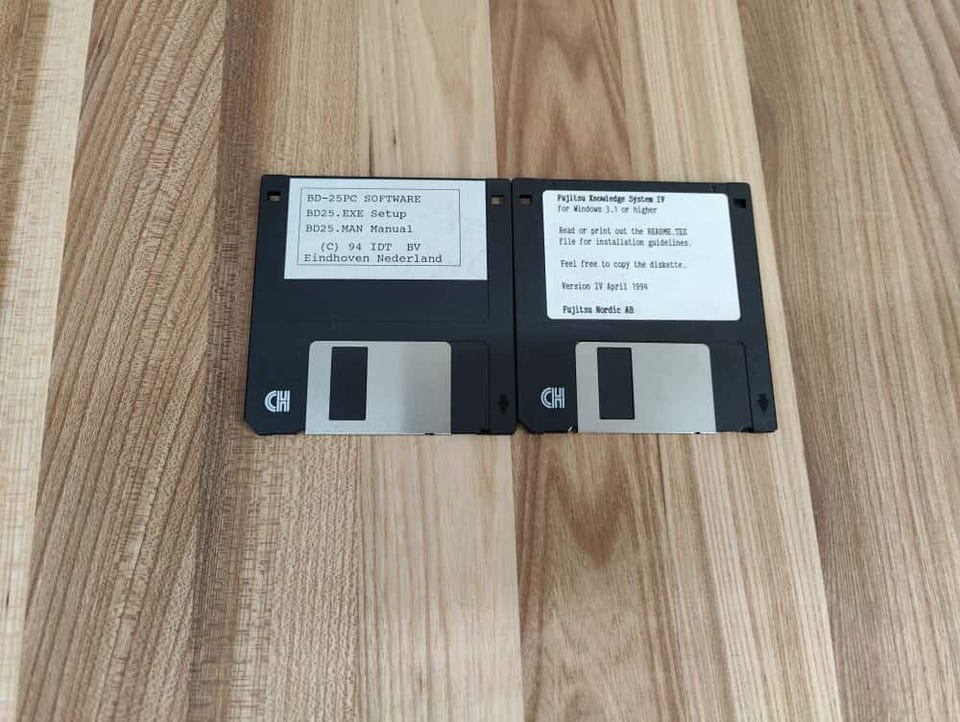 BD-25PC SOFTWARE
BD25.EXE Setup
BD25.MAN Manual
(C) 94 IDT BV
Eindhoven Nederland
HD
Fujitsu Knowledge System IV
for Windows 3.1 or higher
Read or print out the README.TEX
file for installation guidelines.
Feel free to copy the diskette.
Version IV April 1994
Fujitsu Nordic AB
HD